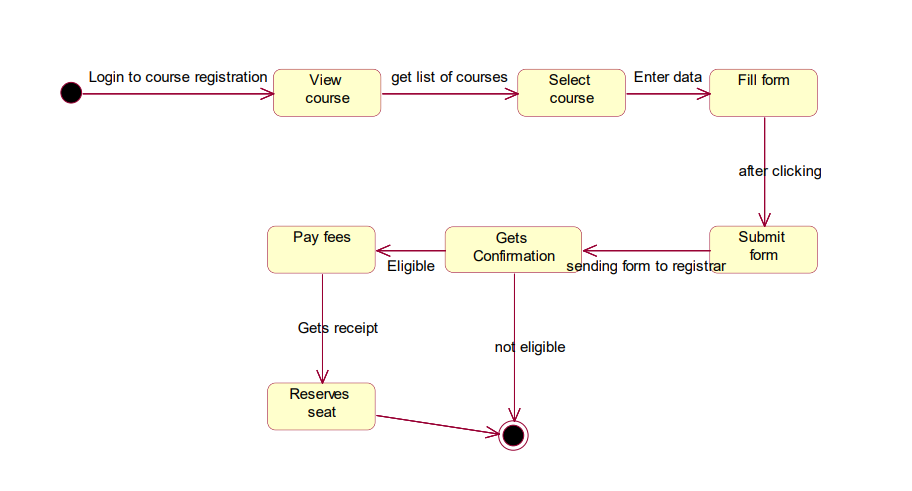 Login to course registration
View
course
get list of courses
Select
course
Enter data
Fill form
after clicking
Submit
form
sending form to registrar
Gets
Confirmation
Eligible
Pay fees
Gets receipt
not eligible
Reserves
seat